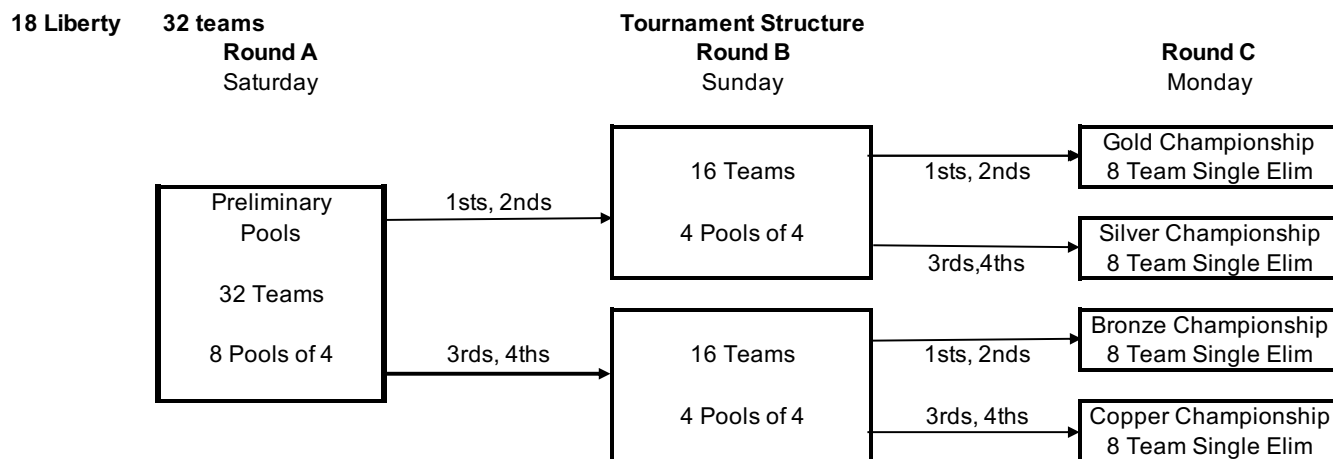 18 Liberty 32 teams Tournament Structure
Round A Round B Round C
Saturday Sunday Monday
Preliminary
Pools
32 Teams
8 Pools of 4
1sts, 2nds
3rds, 4ths
16 Teams
4 Pools of 4
1sts, 2nds
3rds,4ths
16 Teams
4 Pools of 4
1sts, 2nds
3rds, 4ths
Gold Championship
8 Team Single Elim
Silver Championship
8 Team Single Elim
Bronze Championship
8 Team Single Elim
Copper Championship
8 Team Single Elim